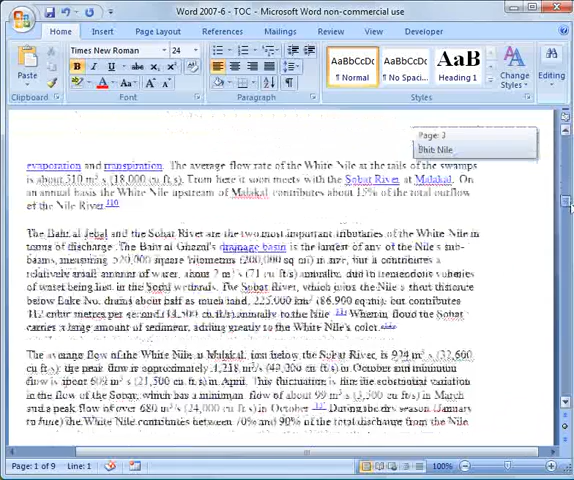 Word 2007-6 - TOC - Microsoft Word non-commercial use
Home Insert Page Layout References Mailings Review View Developer
Times New Roman 24
AaBbCcDc AaBbCcDc AaBbC
Paste ¶ Normal ¶ No Spaci... Heading 1 Change Styles Editing
Clipboard Font Paragraph Styles
Page: 3
White Nile
evaporation and transpiration. The average flow rate of the White Nile at the tails of the swamps
is about 510 m³/s (18,000 cu ft/s). From here it soon meets with the Sobat River at Malakal. On
an annual basis the White Nile upstream of Malakal contributes about 15% of the total outflow
of the Nile River.
The Bahr al Jebal and the Sobat River are the two most important tributaries of the White Nile in
terms of discharge. The Bahr al Ghazal's drainage basin is the largest of any of the Nile's sub-
basins, measuring 520,000 square kilometres (200,000 sq mi) in size, but it contributes a
relatively small amount of water, about 2 m³/s (71 cu ft/s) annually, due to tremendous volumes
of water being lost in the Sudd wetlands. The Sobat River, which joins the Nile a short distance
below Lake No, drains about half as much land, 225,000 km² (86,900 sq mi), but contributes
412 cubic metres per second (14,500 cu ft/s) annually to the Nile. When in flood the Sobat
carries a large amount of sediment, adding greatly to the White Nile's color.
The average flow of the White Nile at Malakal, just below the Sobat River, is 924 m³/s (32,600
cu ft/s); the peak flow is approximately 1,218 m³/s (43,000 cu ft/s) in October and minimum
flow is about 609 m³/s (21,500 cu ft/s) in April. This fluctuation is due the substantial variation
in the flow of the Sobat, which has a minimum flow of about 99 m³/s (3,500 cu ft/s) in March
and a peak flow of over 680 m³/s (24,000 cu ft/s) in October. During the dry season (January
to June) the White Nile contributes between 70% and 90% of the total discharge from the Nile
Page: 1 of 9 Line: 1 100%